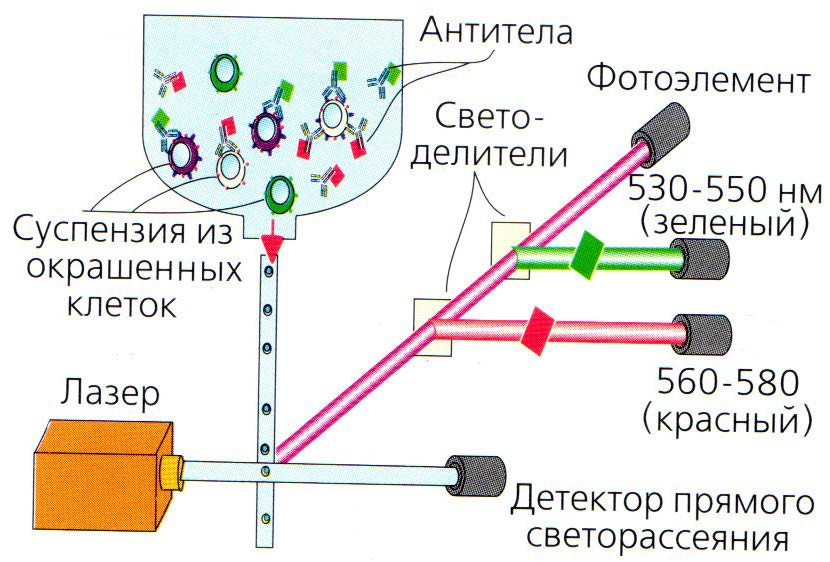 Антитела
Фотоэлемент
Свето-
делители
530-550 нм
(зеленый)
Суспензия из
окрашенных
клеток
560-580
(красный)
Лазер
Детектор прямого
светорассеяния